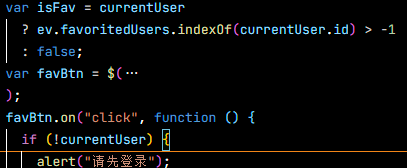 var isFav = currentUser
? ev.favoritedUsers.indexOf(currentUser.id) > -1
: false;
var favBtn = $(⋯
);
favBtn.on("click", function () {
if (!currentUser) {
alert("请先登录");